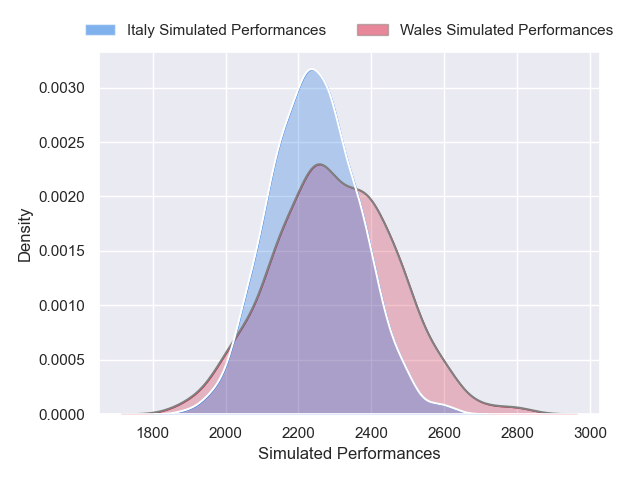 Italy Simulated Performances
Wales Simulated Performances
0.0030
0.0025
0.0020
0.0015
0.0010
0.0005
0.0000
Density
1800 2000 2200 2400 2600 2800 3000
Simulated Performances